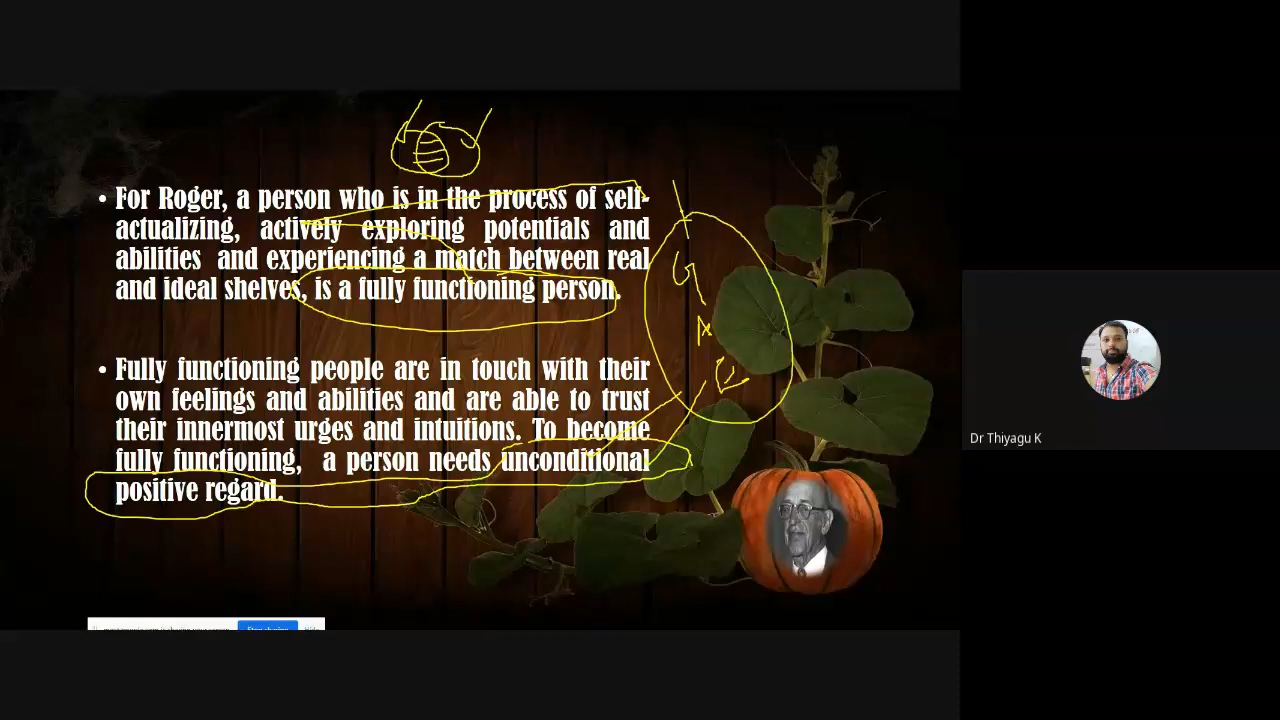 • For Roger, a person who is in the process of self-
actualizing, actively exploring potentials and
abilities and experiencing a match between real
and ideal shelves, is a fully functioning person.
• Fully functioning people are in touch with their
own feelings and abilities and are able to trust
their innermost urges and intuitions. To become
fully functioning, a person needs unconditional
positive regard.
Dr Thiyagu K